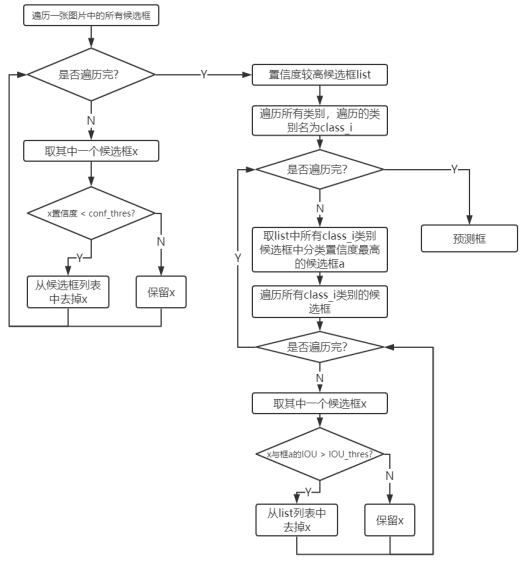 遍历一张图片中的所有候选框
是否遍历完?
Y
N
取其中一个候选框x
x置信度 < conf_thres?
Y
N
从候选框列表
中去掉x
保留x
置信度较高候选框list
遍历所有类别，遍历的类
别名为class_i
是否遍历完?
Y
N
预测框
取list中所有class_i类别
候选框中分类置信度最高
的候选框a
Y
遍历所有class_i类别的候
选框
是否遍历完?
N
取其中一个候选框x
x与框a的IOU > IOU_thres?
Y
N
从list列表中
去掉x
保留x